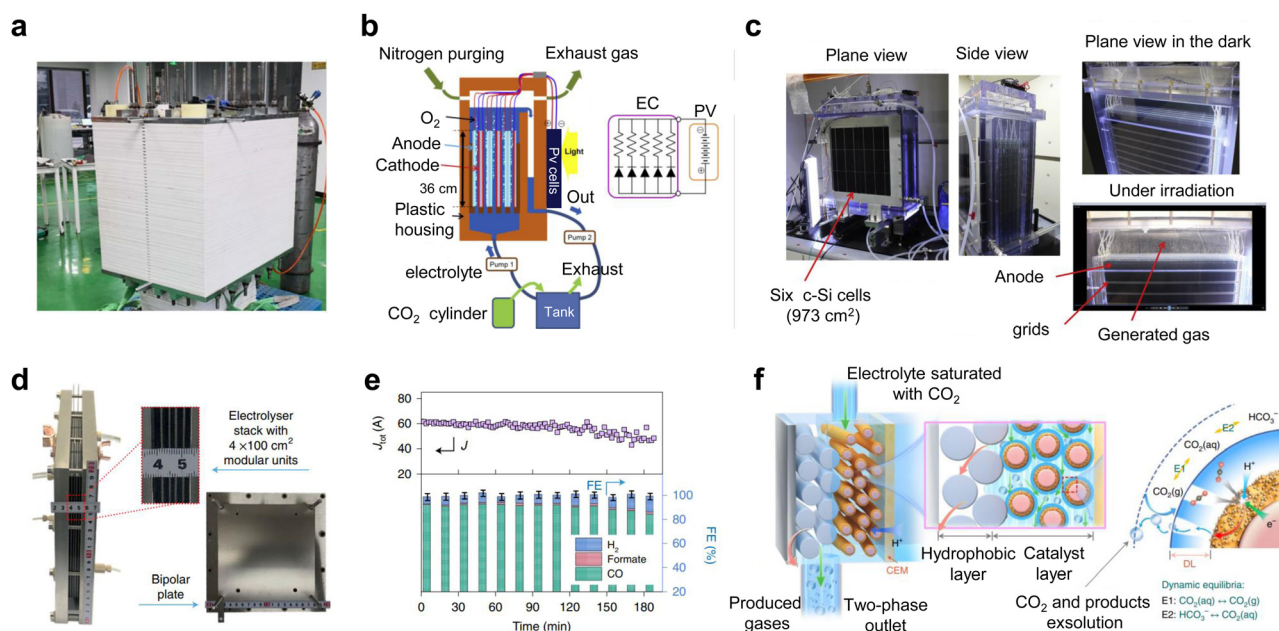 a
b
Nitrogen purging
Exhaust gas
O₂
Anode
Cathode
36 cm
Plastic
housing
electrolyte
CO₂ cylinder
Pump 1
Tank
Pump 2
Exhaust
Out
Pv cells
Light
EC
PV
c
Plane view
Side view
Plane view in the dark
Under irradiation
Six c-Si cells
(973 cm²)
Anode
grids
Generated gas
d
Electrolyser
stack with
4 ×100 cm²
modular units
4 5
Bipolar
plate
e
J_tot (A)
80
60
40
20
J
FE
100
80
60
40
20
FE (%)
H₂
Formate
CO
0 30 60 90 120 150 180
Time (min)
f
Electrolyte saturated
with CO₂
H⁺
CEM
Hydrophobic
layer
Catalyst
layer
Produced
gases
Two-phase
outlet
CO₂ and products
exsolution
HCO₃⁻
E2
CO₂(aq)
E1
CO₂(g)
H⁺
e⁻
DL
Dynamic equilibria:
E1: CO₂(aq) ↔ CO₂(g)
E2: HCO₃⁻ ↔ CO₂(aq)